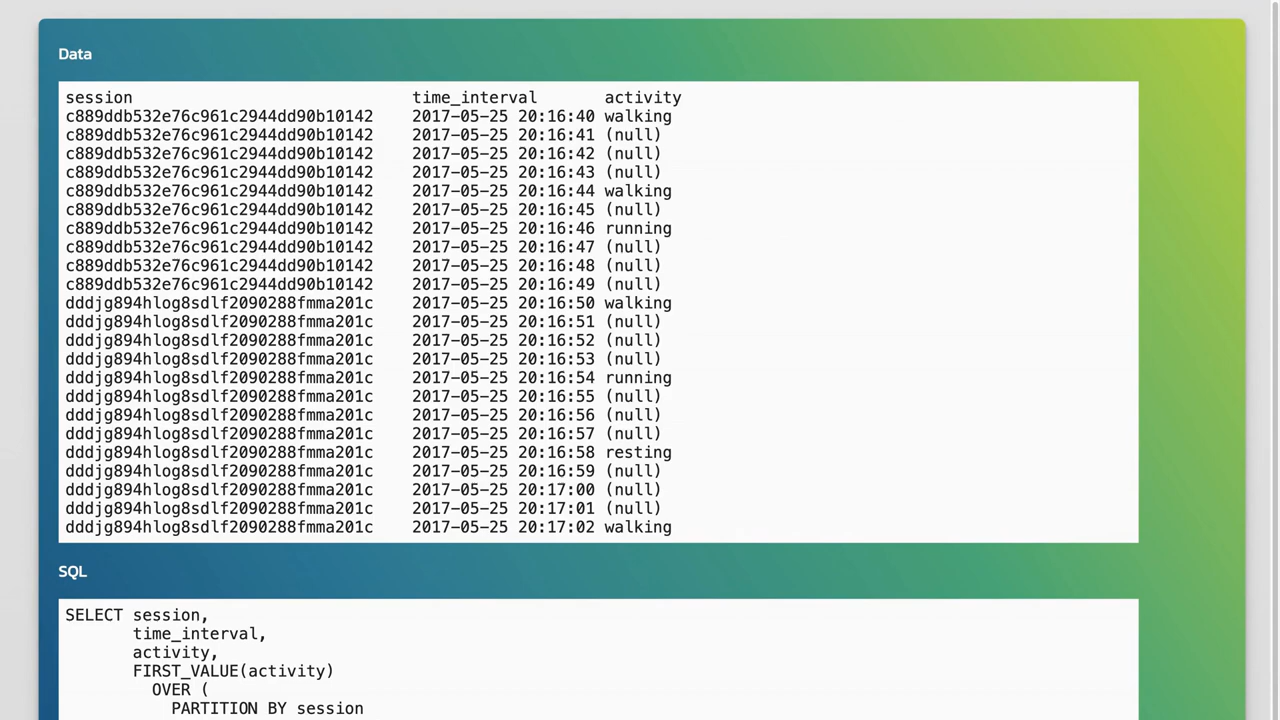 Data
session time_interval activity
c889ddb532e76c961c2944dd90b10142 2017-05-25 20:16:40 walking
c889ddb532e76c961c2944dd90b10142 2017-05-25 20:16:41 (null)
c889ddb532e76c961c2944dd90b10142 2017-05-25 20:16:42 (null)
c889ddb532e76c961c2944dd90b10142 2017-05-25 20:16:43 (null)
c889ddb532e76c961c2944dd90b10142 2017-05-25 20:16:44 walking
c889ddb532e76c961c2944dd90b10142 2017-05-25 20:16:45 (null)
c889ddb532e76c961c2944dd90b10142 2017-05-25 20:16:46 running
c889ddb532e76c961c2944dd90b10142 2017-05-25 20:16:47 (null)
c889ddb532e76c961c2944dd90b10142 2017-05-25 20:16:48 (null)
c889ddb532e76c961c2944dd90b10142 2017-05-25 20:16:49 (null)
dddjg894hlog8sdlf2090288fmma201c 2017-05-25 20:16:50 walking
dddjg894hlog8sdlf2090288fmma201c 2017-05-25 20:16:51 (null)
dddjg894hlog8sdlf2090288fmma201c 2017-05-25 20:16:52 (null)
dddjg894hlog8sdlf2090288fmma201c 2017-05-25 20:16:53 (null)
dddjg894hlog8sdlf2090288fmma201c 2017-05-25 20:16:54 running
dddjg894hlog8sdlf2090288fmma201c 2017-05-25 20:16:55 (null)
dddjg894hlog8sdlf2090288fmma201c 2017-05-25 20:16:56 (null)
dddjg894hlog8sdlf2090288fmma201c 2017-05-25 20:16:57 (null)
dddjg894hlog8sdlf2090288fmma201c 2017-05-25 20:16:58 resting
dddjg894hlog8sdlf2090288fmma201c 2017-05-25 20:16:59 (null)
dddjg894hlog8sdlf2090288fmma201c 2017-05-25 20:17:00 (null)
dddjg894hlog8sdlf2090288fmma201c 2017-05-25 20:17:01 (null)
dddjg894hlog8sdlf2090288fmma201c 2017-05-25 20:17:02 walking
SQL
SELECT session,
time_interval,
activity,
FIRST_VALUE(activity)
OVER (
PARTITION BY session